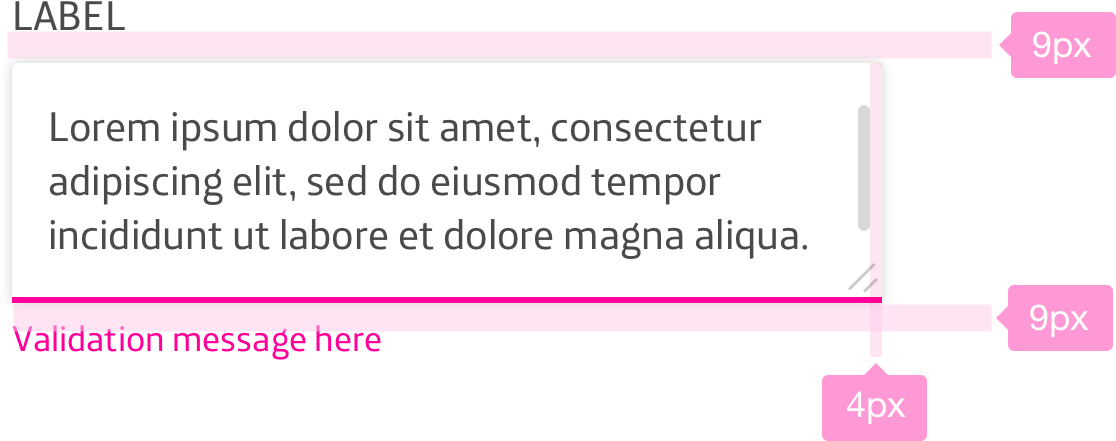 LABEL
9px
Lorem ipsum dolor sit amet, consectetur
adipiscing elit, sed do eiusmod tempor
incididunt ut labore et dolore magna aliqua.
9px
Validation message here
4px